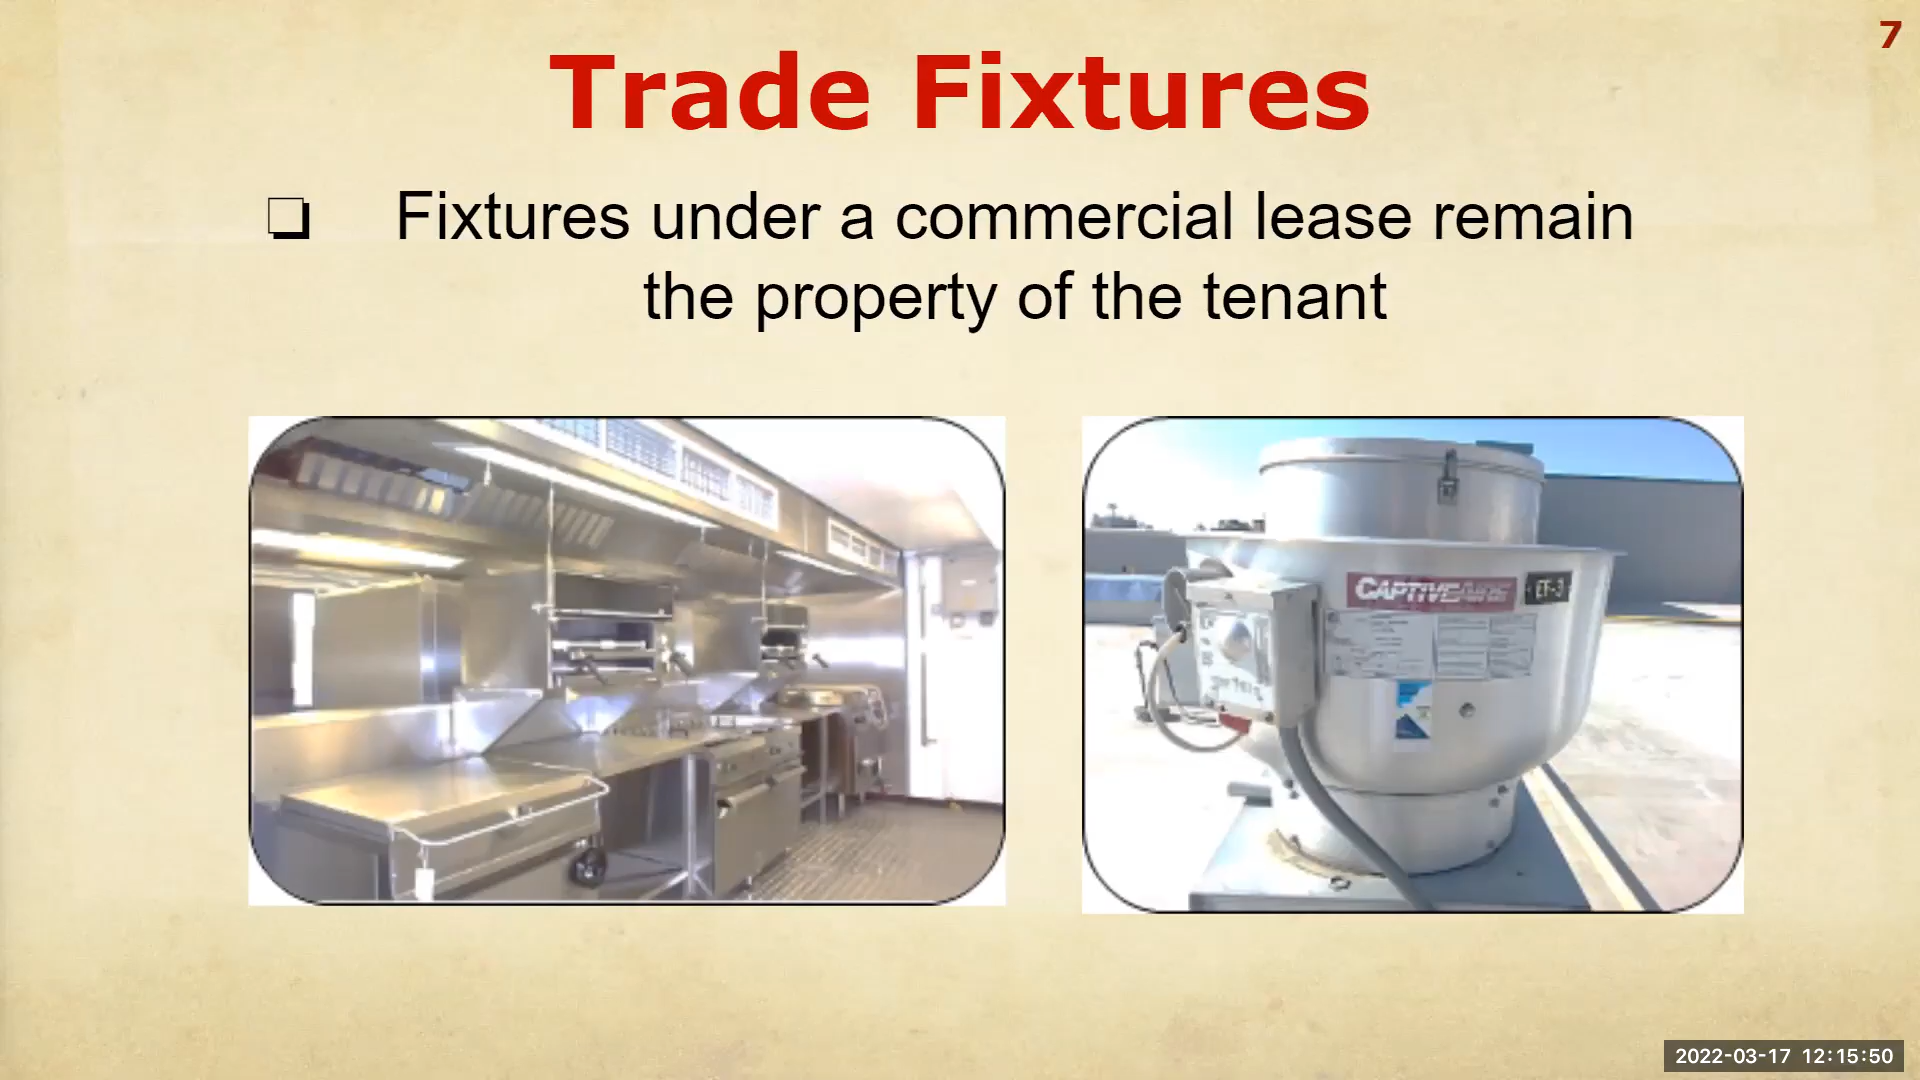 7
Trade Fixtures
❏ Fixtures under a commercial lease remain
the property of the tenant
CAPTIVEAIRE EF-3
2022-03-17 12:15:50